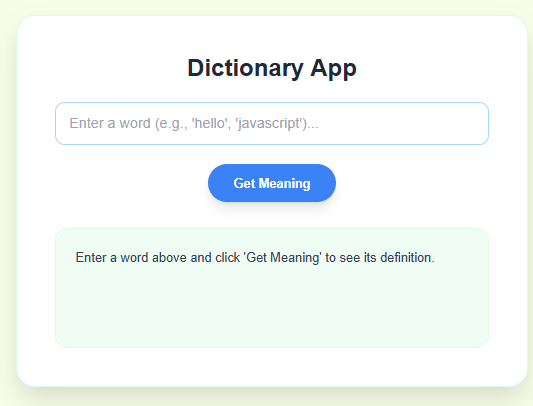 Dictionary App
Enter a word (e.g., 'hello', 'javascript')...
Get Meaning
Enter a word above and click 'Get Meaning' to see its definition.